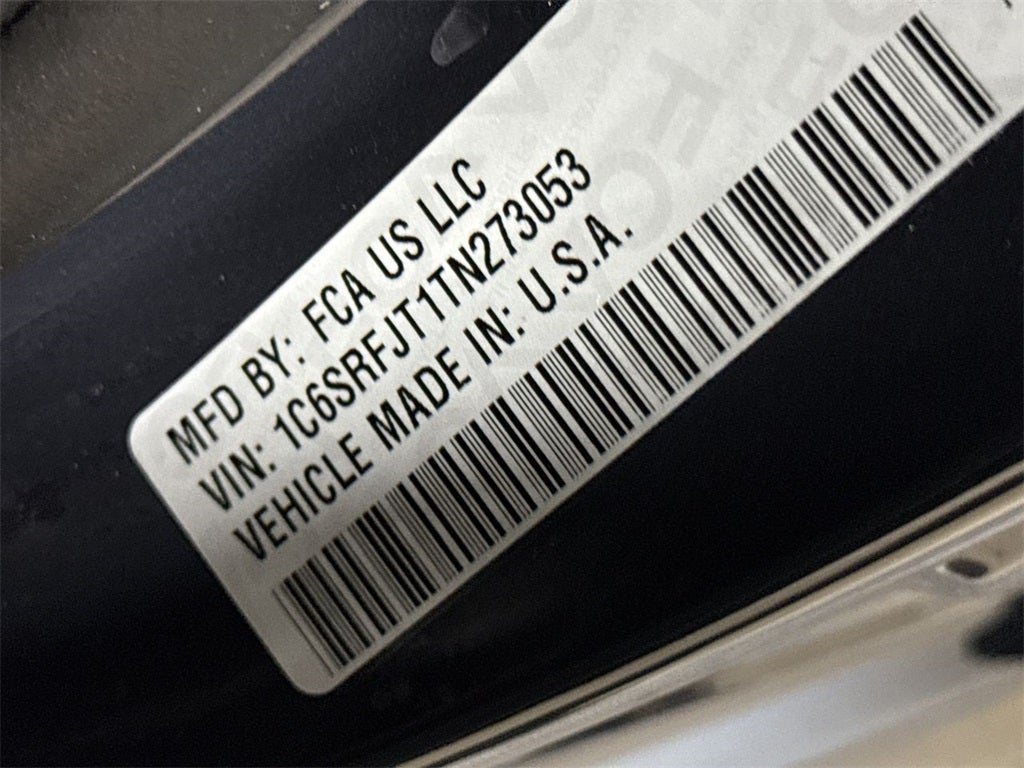 MFD BY: FCA US LLC
VIN: 1C6SRFJT1TN273053
VEHICLE MADE IN: U.S.A.